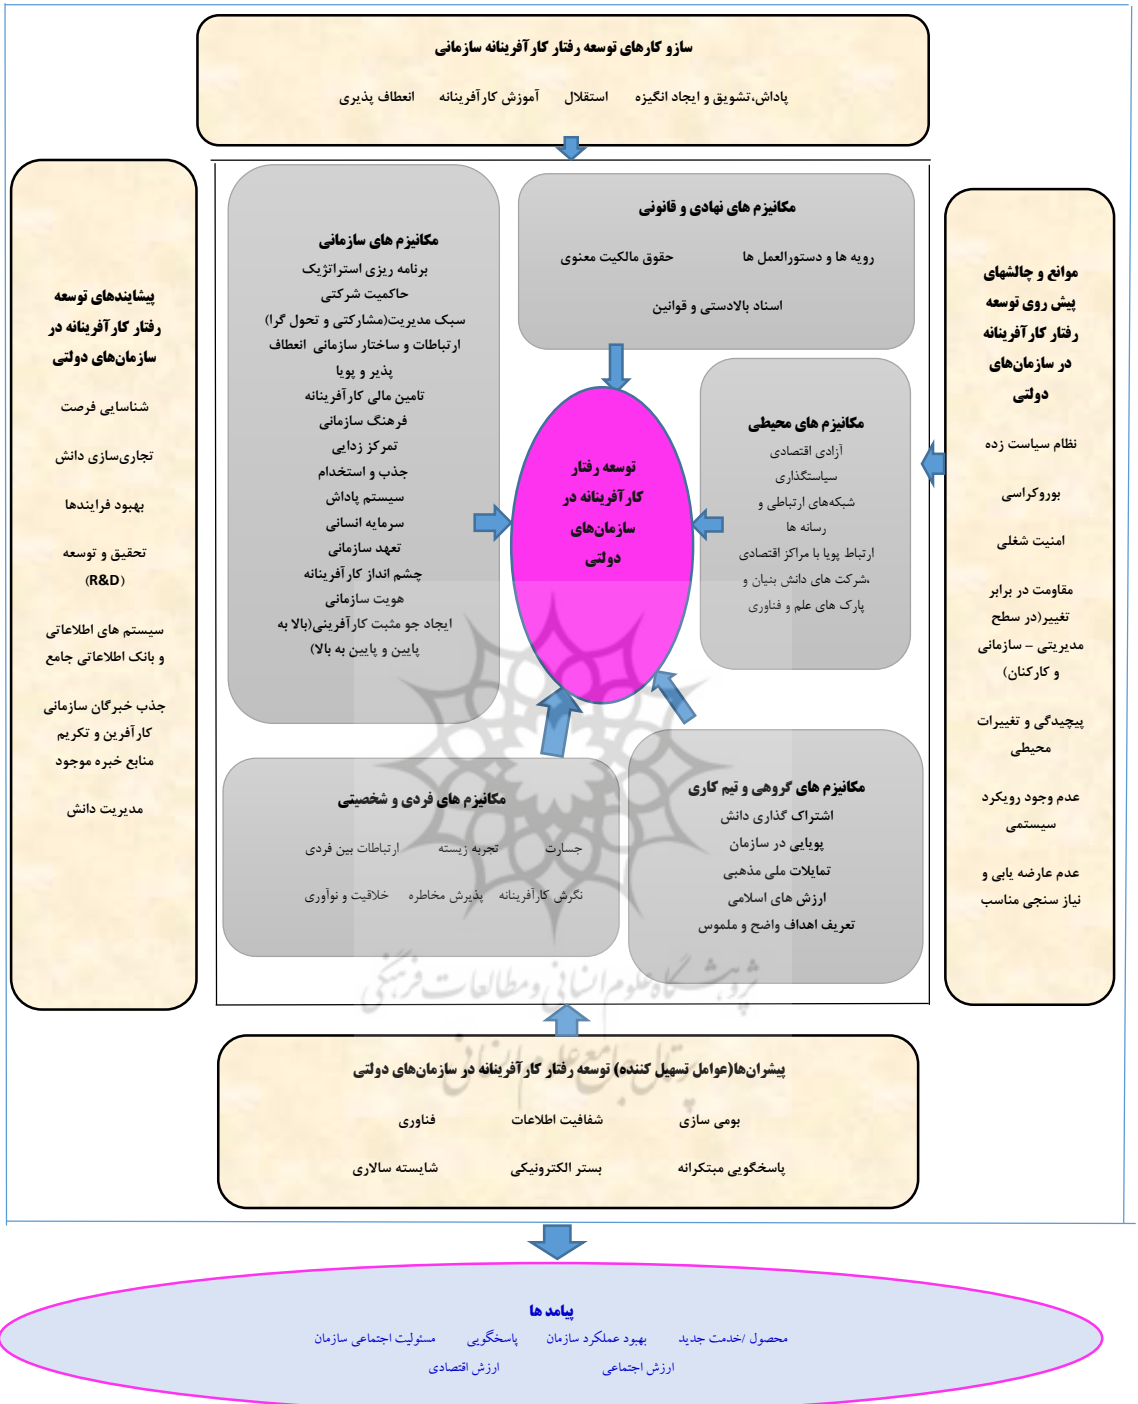 سازو کارهای توسعه رفتار کارآفرینانه سازمانی
پاداش،تشویق و ایجاد انگیزه استقلال آموزش کارآفرینانه انعطاف پذیری
موانع و چالشهای
پیش روی توسعه
رفتار کارآفرینانه
در سازمان‌های
دولتی
نظام سیاست زده
بوروکراسی
امنیت شغلی
مقاومت در برابر
تغییر(در سطح
مدیریتی – سازمانی
و کارکنان)
پیچیدگی و تغییرات
محیطی
عدم وجود رویکرد
سیستمی
عدم عارضه یابی و
نیاز سنجی مناسب
مکانیزم های نهادی و قانونی
رویه ها و دستورالعمل ها حقوق مالکیت معنوی
اسناد بالادستی و قوانین
مکانیزم های محیطی
آزادی اقتصادی
سیاستگذاری
شبکه‌های ارتباطی و
رسانه ها
ارتباط پویا با مراکز اقتصادی
،شرکت های دانش بنیان و
پارک های علم و فناوری
توسعه رفتار
کارآفرینانه در
سازمان‌های
دولتی
مکانیزم های سازمانی
برنامه ریزی استراتژیک
حاکمیت شرکتی
سبک مدیریت(مشارکتی و تحول گرا)
ارتباطات و ساختار سازمانی انعطاف
پذیر و پویا
تامین مالی کارآفرینانه
فرهنگ سازمانی
تمرکز زدایی
جذب و استخدام
سیستم پاداش
سرمایه انسانی
تعهد سازمانی
چشم انداز کارآفرینانه
هویت سازمانی
ایجاد جو مثبت کارآفرینی(بالا به
پایین و پایین به بالا)
مکانیزم های گروهی و تیم کاری
اشتراک گذاری دانش
پویایی در سازمان
تمایلات ملی مذهبی
ارزش های اسلامی
تعریف اهداف واضح و ملموس
مکانیزم های فردی و شخصیتی
جسارت تجربه زیسته ارتباطات بین فردی
نگرش کارآفرینانه پذیرش مخاطره خلاقیت و نوآوری
پیشایندهای توسعه
رفتار کارآفرینانه در
سازمان‌های دولتی
شناسایی فرصت
تجاری‌سازی دانش
بهبود فرایندها
تحقیق و توسعه
(R&D)
سیستم های اطلاعاتی
و بانک اطلاعاتی جامع
جذب خبرگان سازمانی
کارآفرین و تکریم
منابع خبره موجود
مدیریت دانش
پژوهشگاه علوم انسانی و مطالعات فرهنگی
پرتال جامع علوم انسانی
پیشران‌ها(عوامل تسهیل کننده) توسعه رفتار کارآفرینانه در سازمان‌های دولتی
بومی سازی شفافیت اطلاعات فناوری
پاسخگویی مبتکرانه بستر الکترونیکی شایسته سالاری
پیامد ها
محصول /خدمت جدید بهبود عملکرد سازمان پاسخگویی مسئولیت اجتماعی سازمان
ارزش اجتماعی ارزش اقتصادی